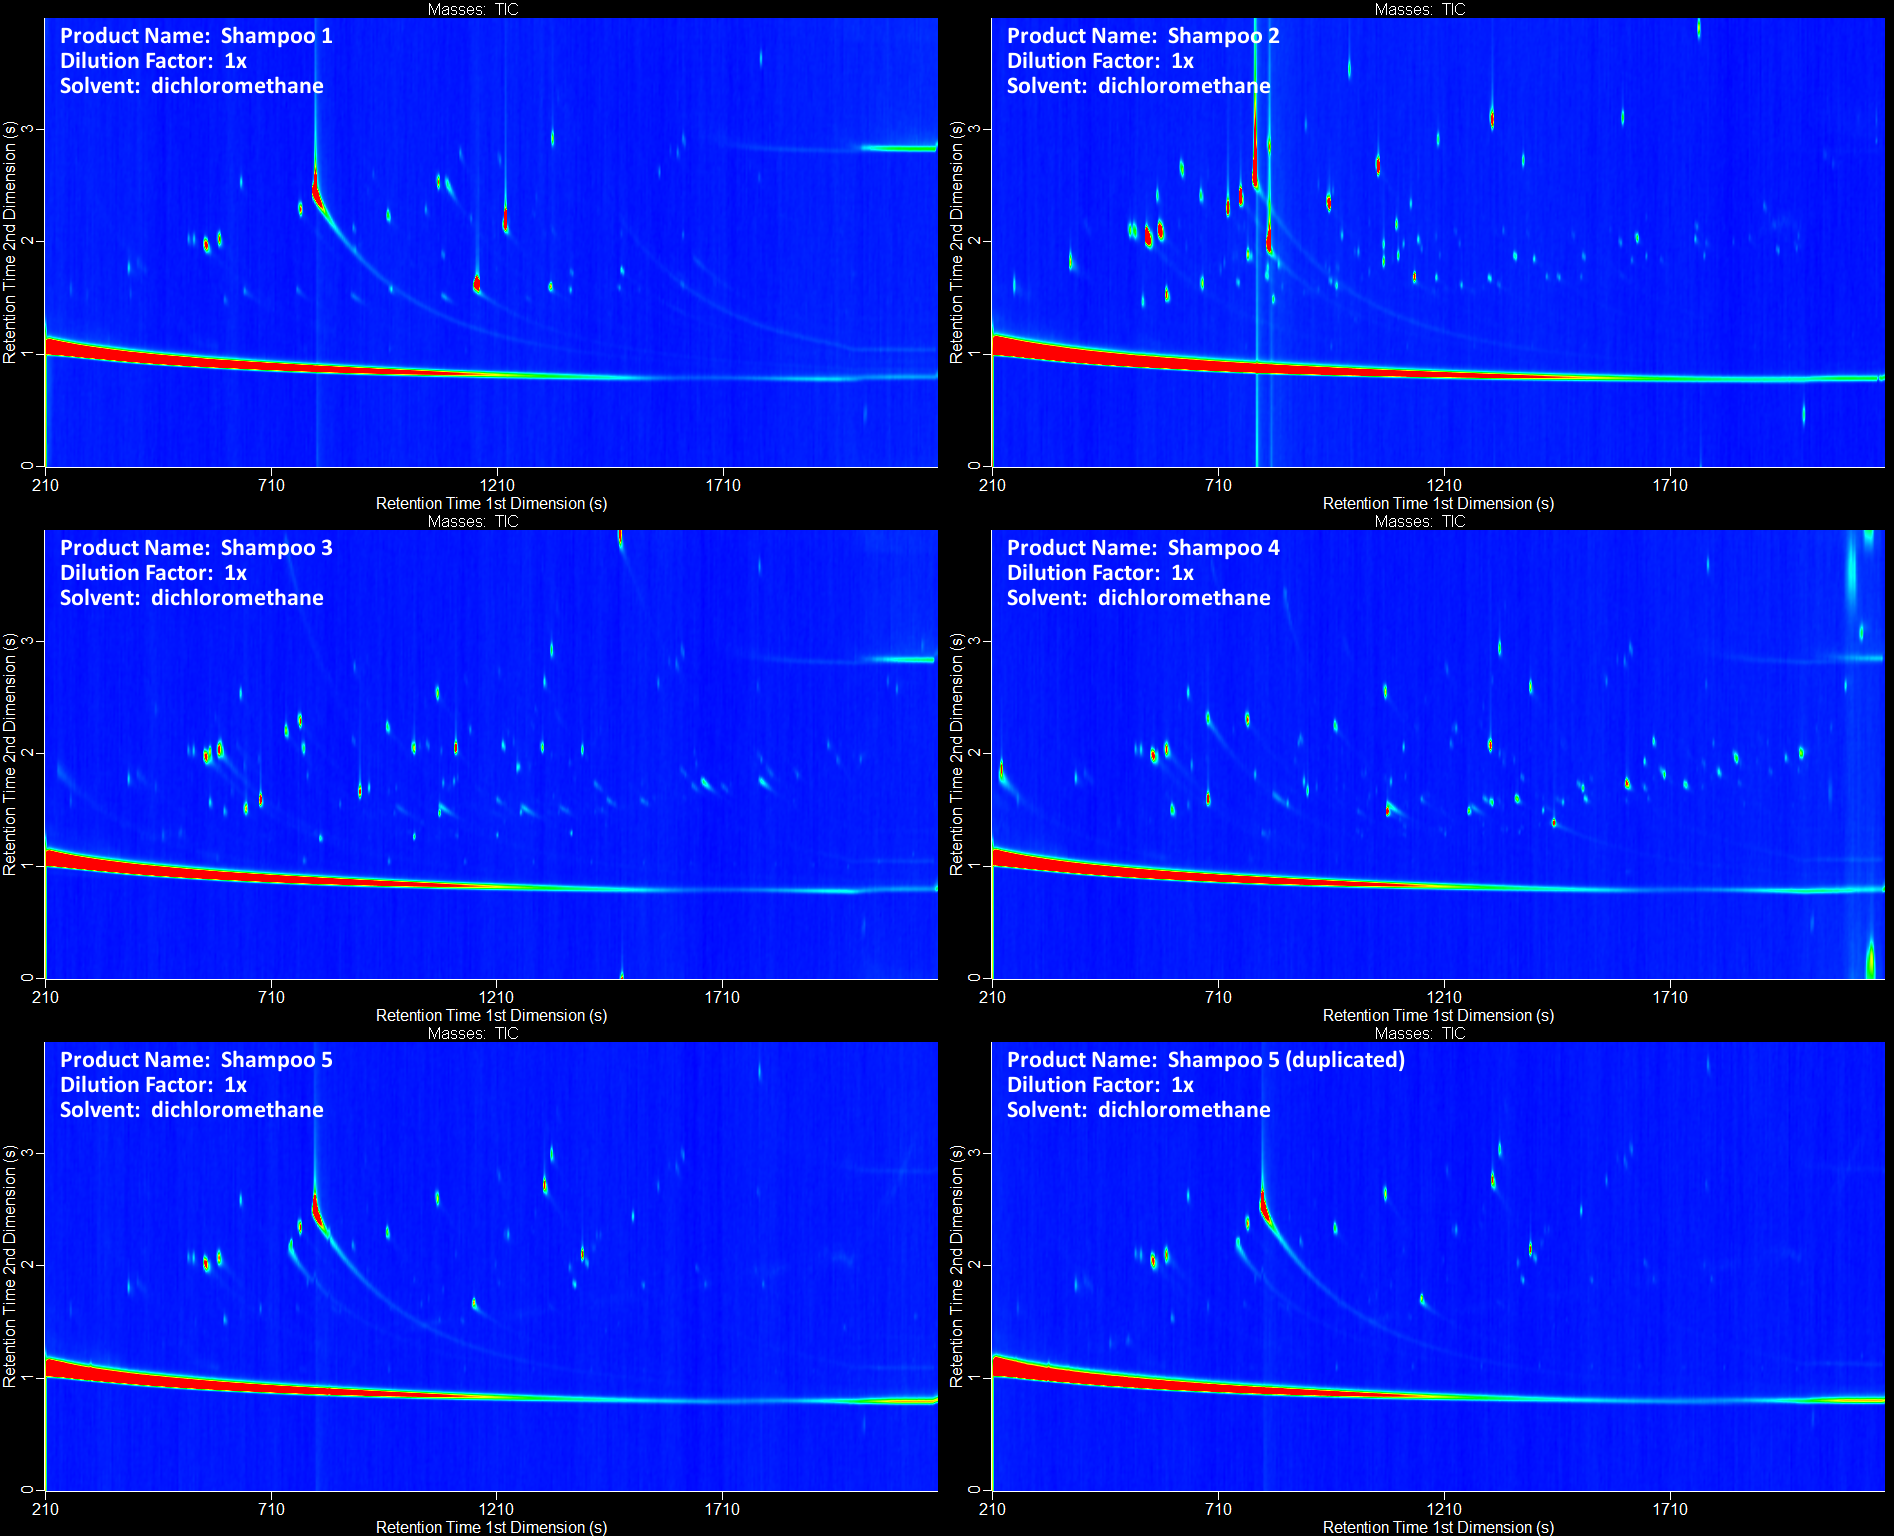 Masses: TIC
Product Name: Shampoo 1
Dilution Factor: 1x
Solvent: dichloromethane
Retention Time 2nd Dimension (s)
3
2
1
0
210 710 1210 1710
Retention Time 1st Dimension (s)
Masses: TIC
Product Name: Shampoo 2
Dilution Factor: 1x
Solvent: dichloromethane
Retention Time 2nd Dimension (s)
3
2
1
0
210 710 1210 1710
Retention Time 1st Dimension (s)
Masses: TIC
Product Name: Shampoo 3
Dilution Factor: 1x
Solvent: dichloromethane
Retention Time 2nd Dimension (s)
3
2
1
0
210 710 1210 1710
Retention Time 1st Dimension (s)
Masses: TIC
Product Name: Shampoo 4
Dilution Factor: 1x
Solvent: dichloromethane
Retention Time 2nd Dimension (s)
3
2
1
0
210 710 1210 1710
Retention Time 1st Dimension (s)
Masses: TIC
Product Name: Shampoo 5
Dilution Factor: 1x
Solvent: dichloromethane
Retention Time 2nd Dimension (s)
3
2
1
0
210 710 1210 1710
Retention Time 1st Dimension (s)
Masses: TIC
Product Name: Shampoo 5 (duplicated)
Dilution Factor: 1x
Solvent: dichloromethane
Retention Time 2nd Dimension (s)
3
2
1
0
210 710 1210 1710
Retention Time 1st Dimension (s)